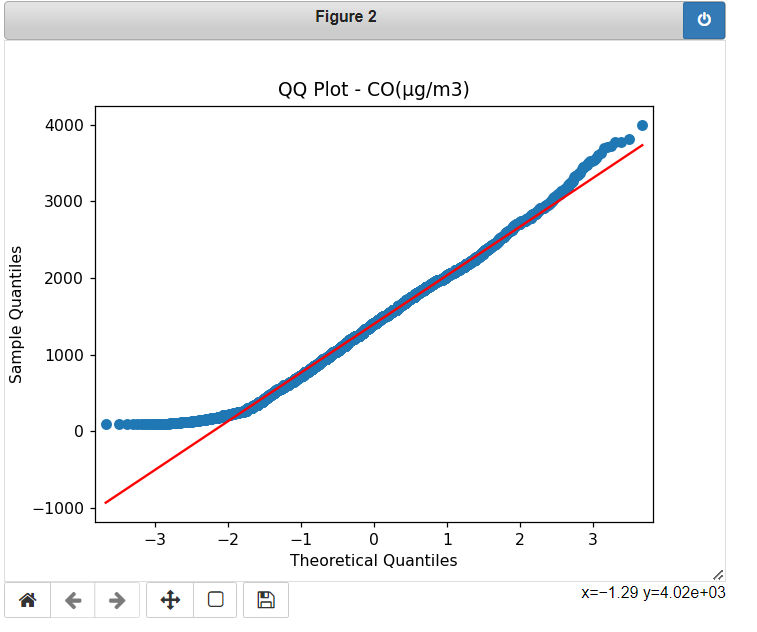 Figure 2
QQ Plot - CO(μg/m3)
Sample Quantiles
4000
3000
2000
1000
0
−1000
−3 −2 −1 0 1 2 3
Theoretical Quantiles
x=−1.29 y=4.02e+03